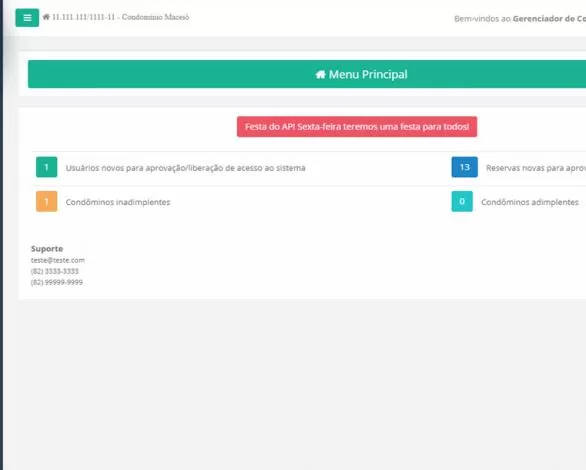 11.111.111/1111-11 - Condomínio Maceió
Bem-vindos ao Gerenciador de Co
Menu Principal
Festa do AP! Sexta-feira teremos uma festa para todos!
1 Usuários novos para aprovação/liberação de acesso ao sistema
13 Reservas novas para aprov
1 Condôminos inadimplentes
0 Condôminos adimplentes
Suporte
teste@teste.com
(82) 3333-3333
(82) 99999-9999